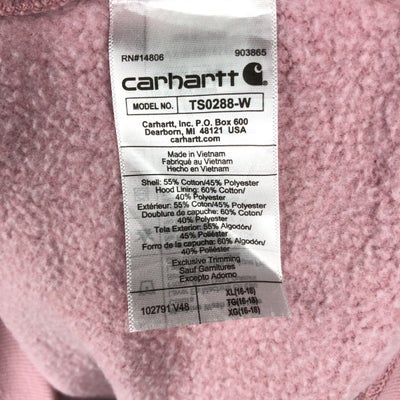 RN#14806 903865
carhartt
MODEL NO. TS0288-W
Carhartt, Inc. P.O. Box 600
Dearborn, MI 48121 USA
carhartt.com
Made in Vietnam
Fabriqué au Vietnam
Hecho en Vietnam
Shell: 55% Cotton/45% Polyester
Hood Lining: 60% Cotton/
40% Polyester
Extérieur: 55% Coton/45% Polyester
Doublure de capuche: 60% Coton/
40% Polyester
Tela Exterior: 55% Algodón/
45% Poliéster
Forro de la capucha: 60% Algodón/
40% Poliéster
Exclusive Trimming
Sauf Garnitures
Excepto Adorno
XL(16-18)
102791 V48 TG(16-18)
XG(16-18)